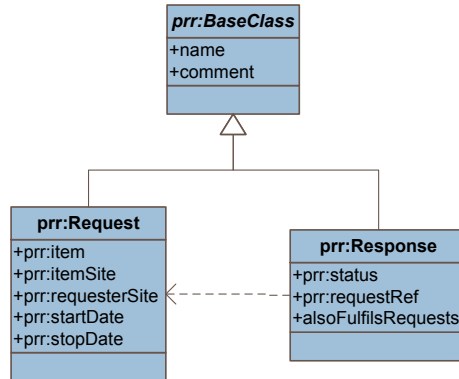 prr:BaseClass
+name
+comment
prr:Request
+prr:item
+prr:itemSite
+prr:requesterSite
+prr:startDate
+prr:stopDate
prr:Response
+prr:status
+prr:requestRef
+alsoFulfilsRequests